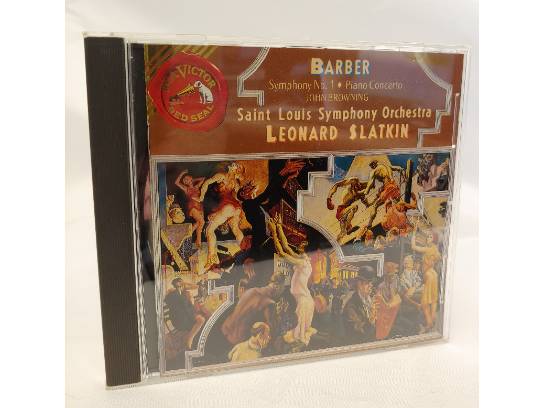 BARBER
Symphony No. 1 • Piano Concerto
JOHN BROWNING
Saint Louis Symphony Orchestra
LEONARD SLATKIN
RCA VICTOR
RED SEAL